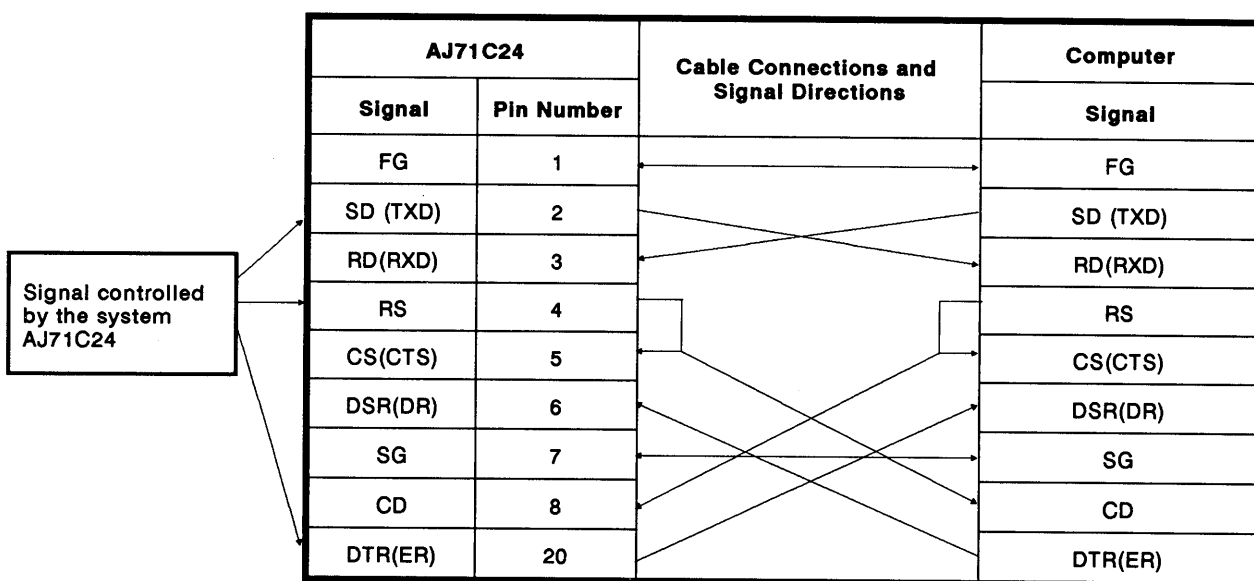 AJ71C24
Cable Connections and
Signal Directions
Computer
Signal
Pin Number
Signal
FG 1 FG
SD (TXD) 2 SD (TXD)
RD(RXD) 3 RD(RXD)
RS 4 RS
CS(CTS) 5 CS(CTS)
DSR(DR) 6 DSR(DR)
SG 7 SG
CD 8 CD
DTR(ER) 20 DTR(ER)
Signal controlled
by the system
AJ71C24